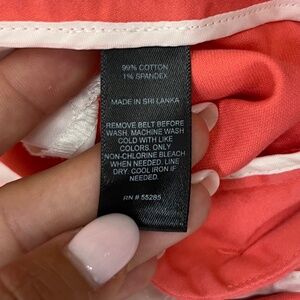 99% COTTON
1% SPANDEX
MADE IN SRI LANKA
REMOVE BELT BEFORE
WASH. MACHINE WASH
COLD WITH LIKE
COLORS. ONLY
NON-CHLORINE BLEACH
WHEN NEEDED. LINE
DRY. COOL IRON IF
NEEDED.
RN # 55285